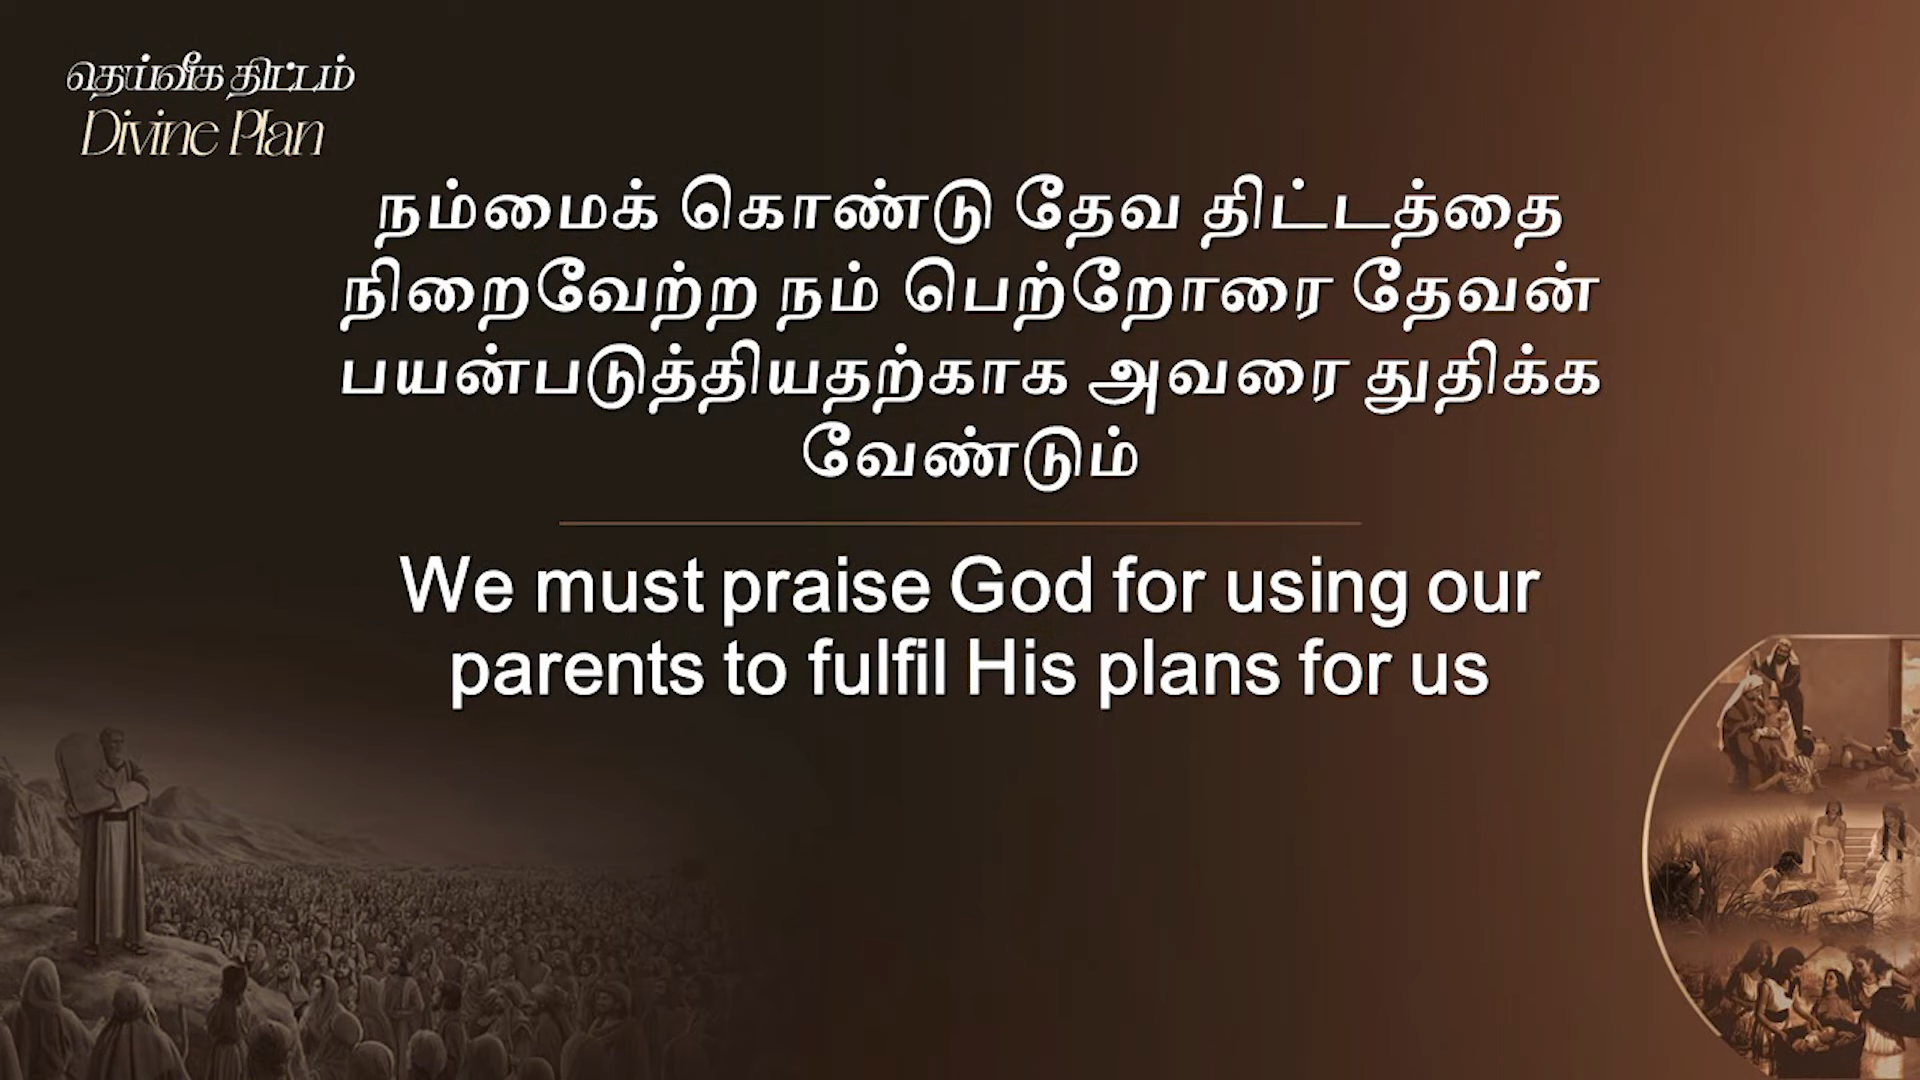 தெய்வீக திட்டம்
Divine Plan
நம்மைக் கொண்டு தேவ திட்டத்தை
நிறைவேற்ற நம் பெற்றோரை தேவன்
பயன்படுத்தியதற்காக அவரை துதிக்க
வேண்டும்
We must praise God for using our
parents to fulfil His plans for us